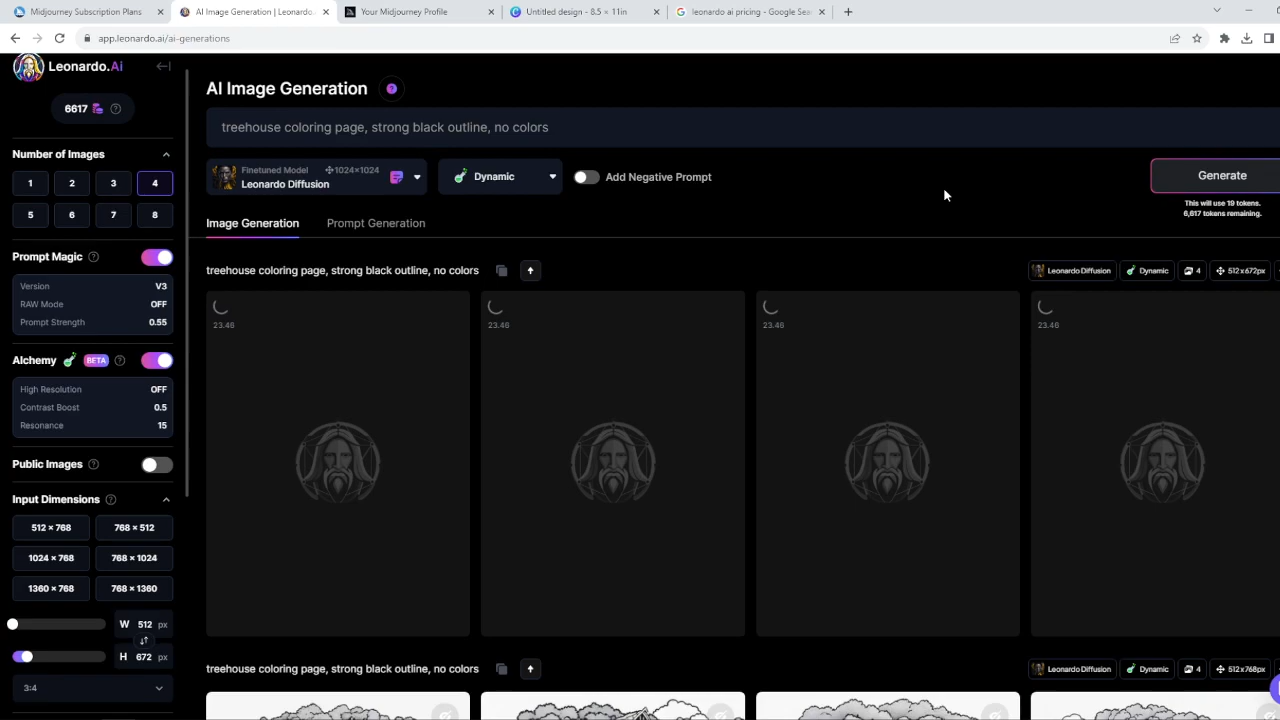 Midjourney Subscription Plans
AI Image Generation | Leonardo.
Your Midjourney Profile
Untitled design - 8.5 × 11in
leonardo ai pricing - Google Sea
app.leonardo.ai/ai-generations
Leonardo.Ai
6617
Number of Images
1 2 3 4
5 6 7 8
Prompt Magic
Version V3
RAW Mode OFF
Prompt Strength 0.55
Alchemy BETA
High Resolution OFF
Contrast Boost 0.5
Resonance 15
Public Images
Input Dimensions
512 × 768 768 × 512
1024 × 768 768 × 1024
1360 × 768 768 × 1360
W 512 px
H 672 px
3:4
AI Image Generation
treehouse coloring page, strong black outline, no colors
Finetuned Model 1024×1024
Leonardo Diffusion
Dynamic
Add Negative Prompt
Generate
This will use 19 tokens.
6,617 tokens remaining.
Image Generation Prompt Generation
treehouse coloring page, strong black outline, no colors
Leonardo Diffusion Dynamic 4 512x672px
23.46 23.46 23.46 23.46
treehouse coloring page, strong black outline, no colors
Leonardo Diffusion Dynamic 4 512x768px